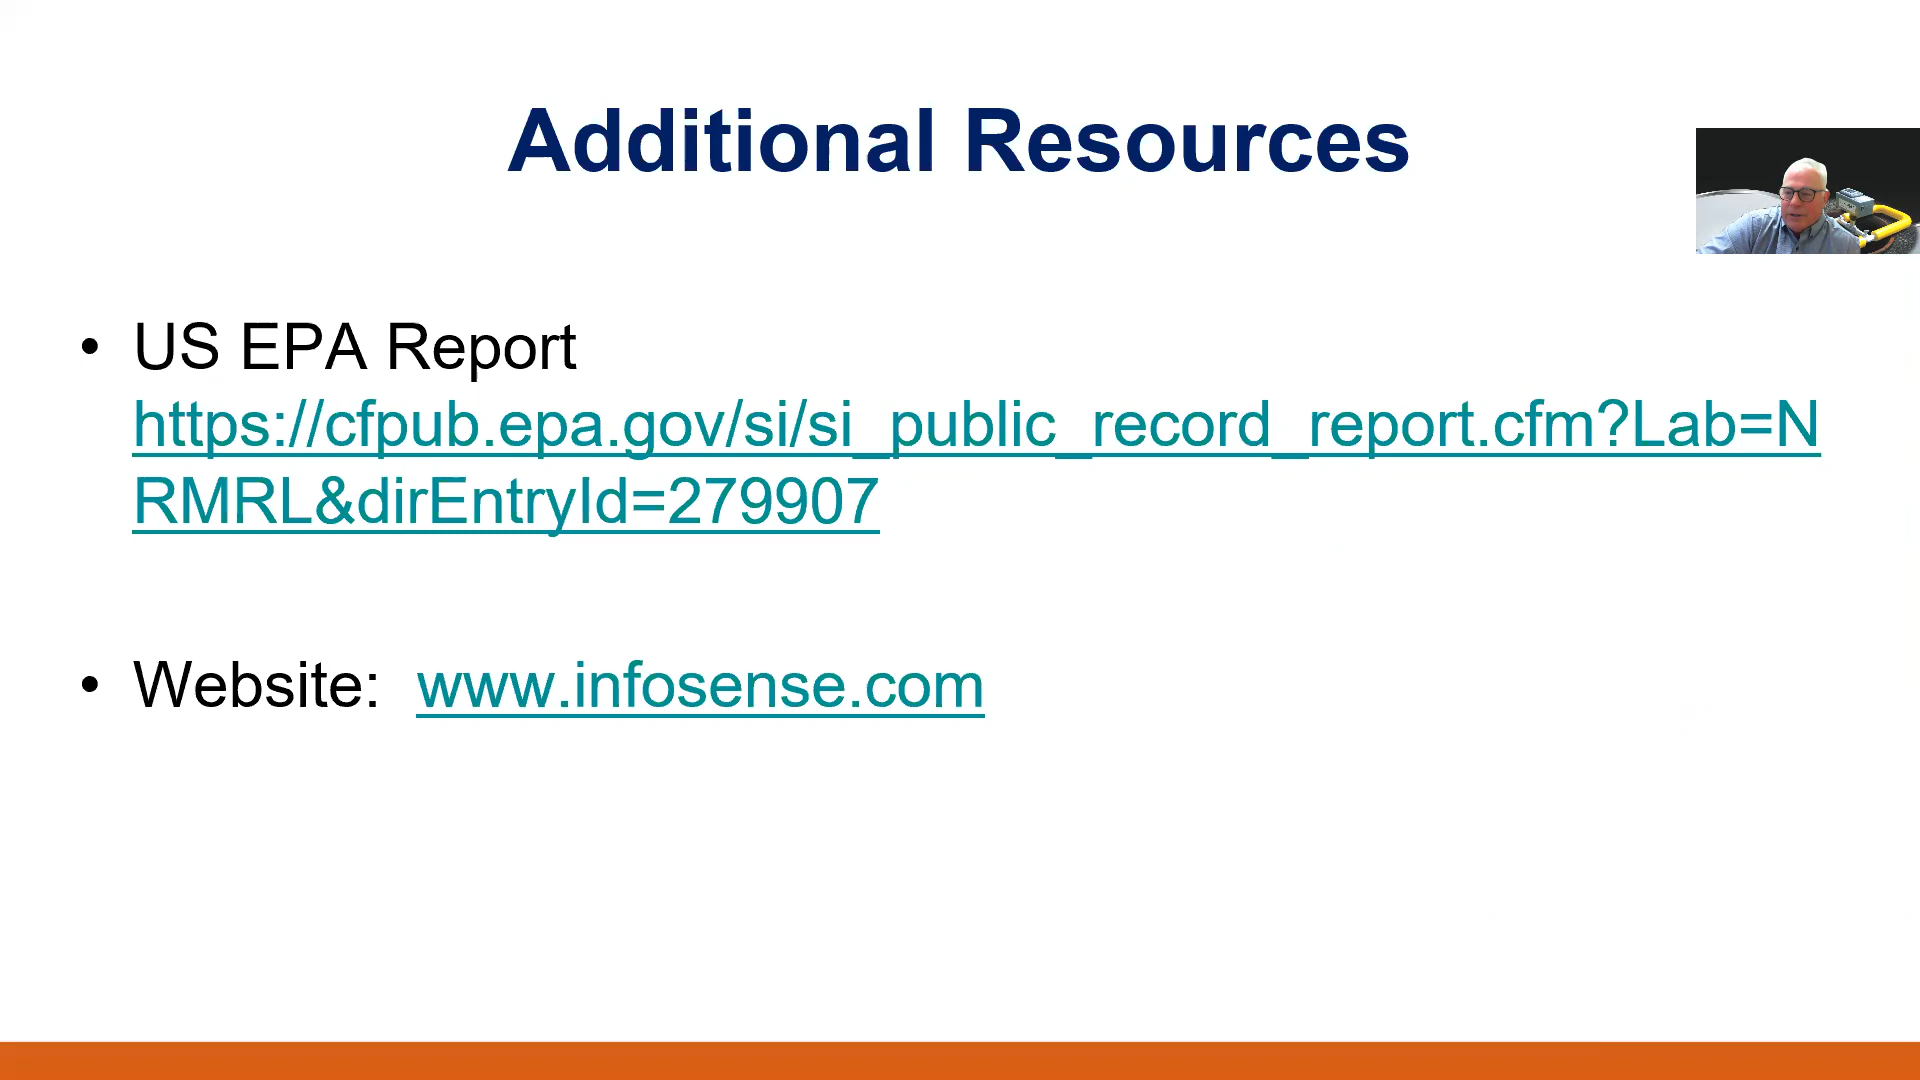 Additional Resources
• US EPA Report
https://cfpub.epa.gov/si/si_public_record_report.cfm?Lab=N
RMRL&dirEntryId=279907
• Website: www.infosense.com